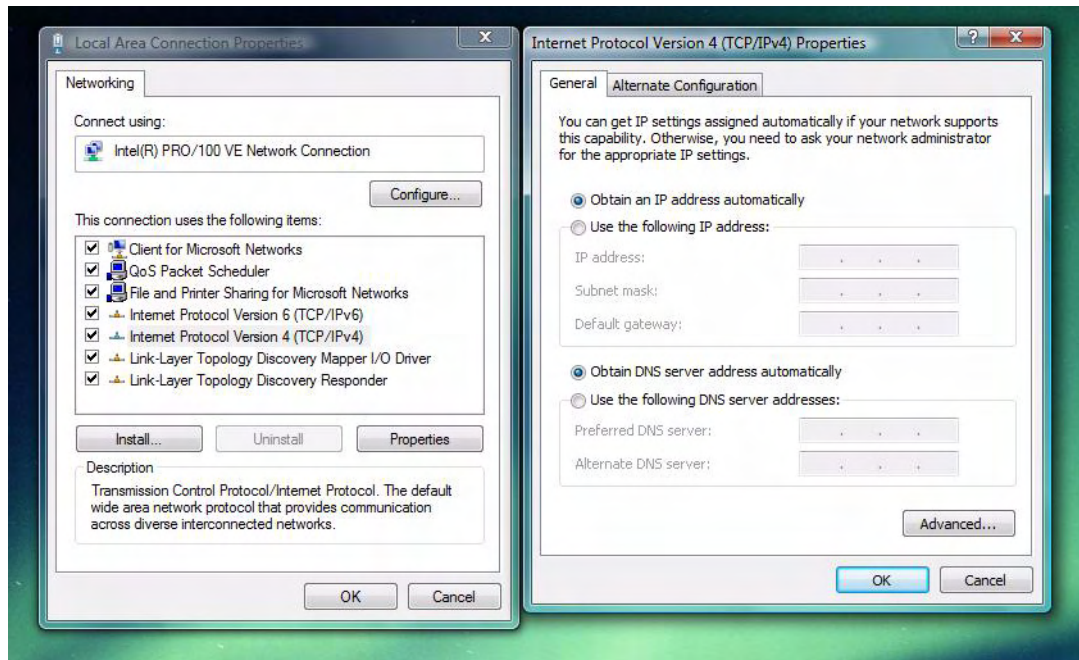 Local Area Connection Properties
Networking
Connect using:
Intel(R) PRO/100 VE Network Connection
Configure...
This connection uses the following items:
Client for Microsoft Networks
QoS Packet Scheduler
File and Printer Sharing for Microsoft Networks
Internet Protocol Version 6 (TCP/IPv6)
Internet Protocol Version 4 (TCP/IPv4)
Link-Layer Topology Discovery Mapper I/O Driver
Link-Layer Topology Discovery Responder
Install...
Uninstall
Properties
Description
Transmission Control Protocol/Internet Protocol. The default
wide area network protocol that provides communication
across diverse interconnected networks.
OK
Cancel
Internet Protocol Version 4 (TCP/IPv4) Properties
General
Alternate Configuration
You can get IP settings assigned automatically if your network supports
this capability. Otherwise, you need to ask your network administrator
for the appropriate IP settings.
Obtain an IP address automatically
Use the following IP address:
IP address:
Subnet mask:
Default gateway:
Obtain DNS server address automatically
Use the following DNS server addresses:
Preferred DNS server:
Alternate DNS server:
Advanced...
OK
Cancel